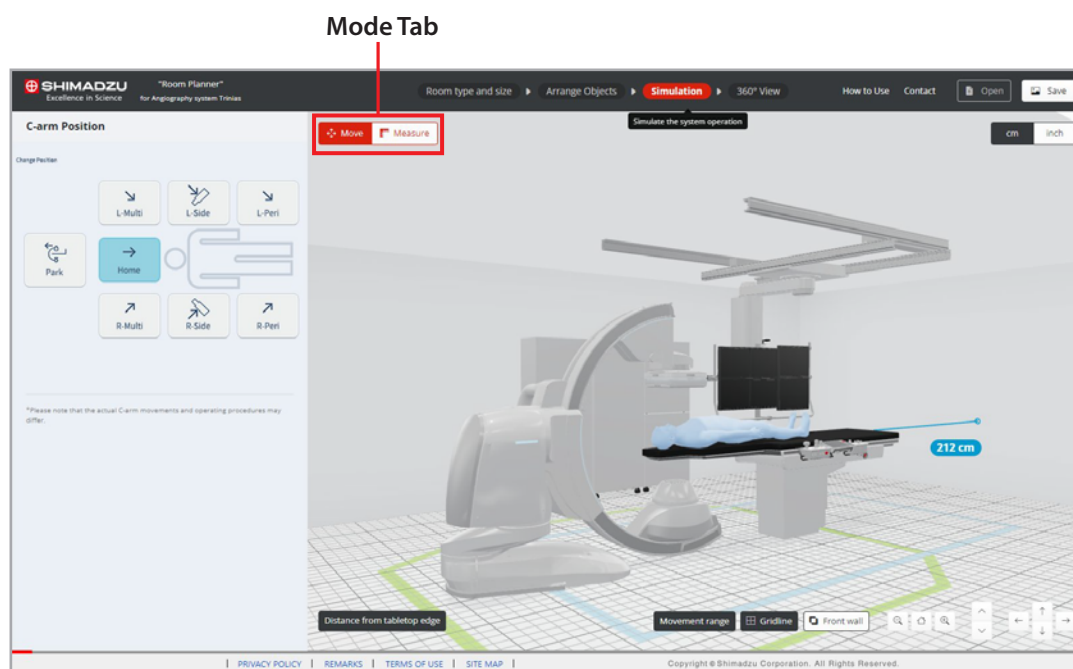 Mode Tab
SHIMADZU
Excellence in Science
"Room Planner"
for Angiography system Trinias
Room type and size
Arrange Objects
Simulation
360° View
How to Use
Contact
Open
Save
Simulate the system operation
C-arm Position
Move
Measure
cm
inch
Change Position
L-Multi
L-Side
L-Peri
Park
Home
R-Multi
R-Side
R-Peri
*Please note that the actual C-arm movements and operating procedures may
differ.
212 cm
Distance from tabletop edge
Movement range
Gridline
Front wall
PRIVACY POLICY
REMARKS
TERMS OF USE
SITE MAP
Copyright © Shimadzu Corporation. All Rights Reserved.